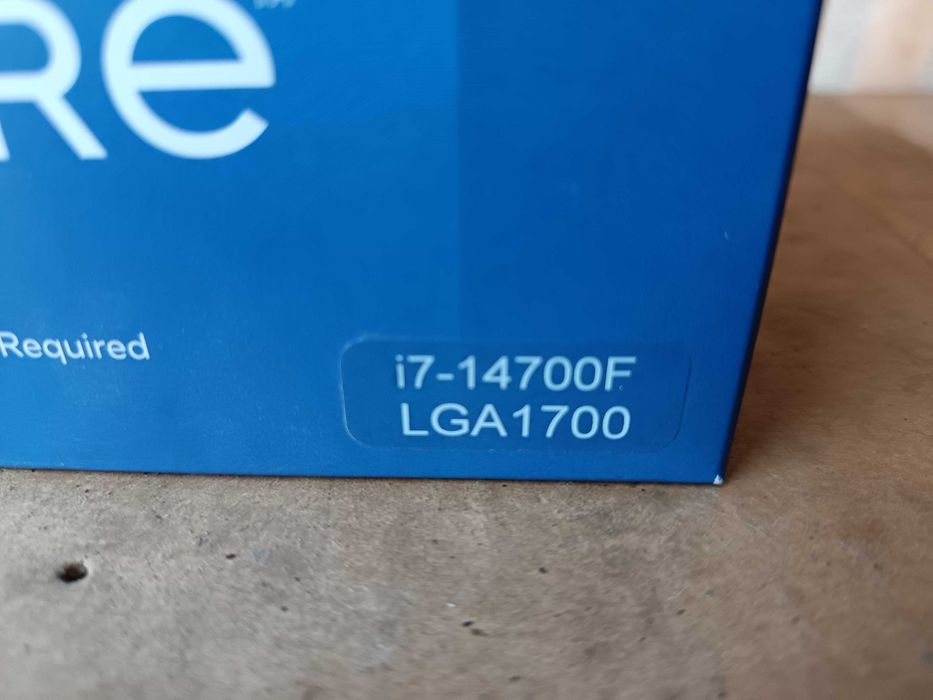 Re
Required
i7-14700F
LGA1700